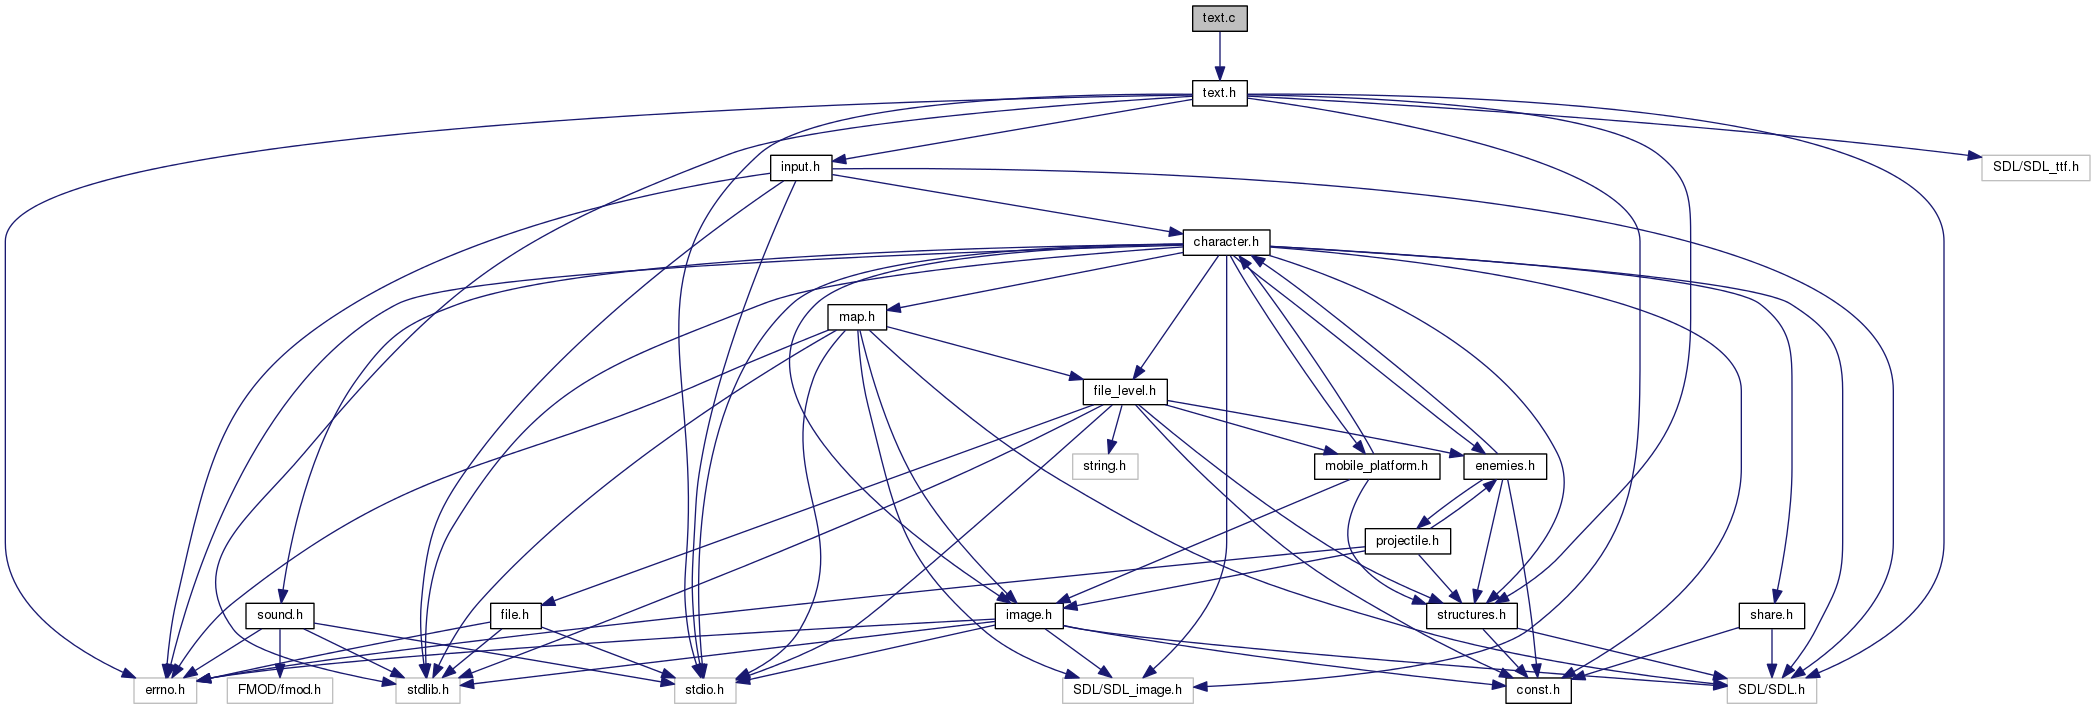 text.c
text.h
input.h
SDL/SDL_ttf.h
character.h
map.h
file_level.h
string.h
mobile_platform.h
enemies.h
projectile.h
sound.h
file.h
image.h
structures.h
share.h
errno.h
FMOD/fmod.h
stdlib.h
stdio.h
SDL/SDL_image.h
const.h
SDL/SDL.h